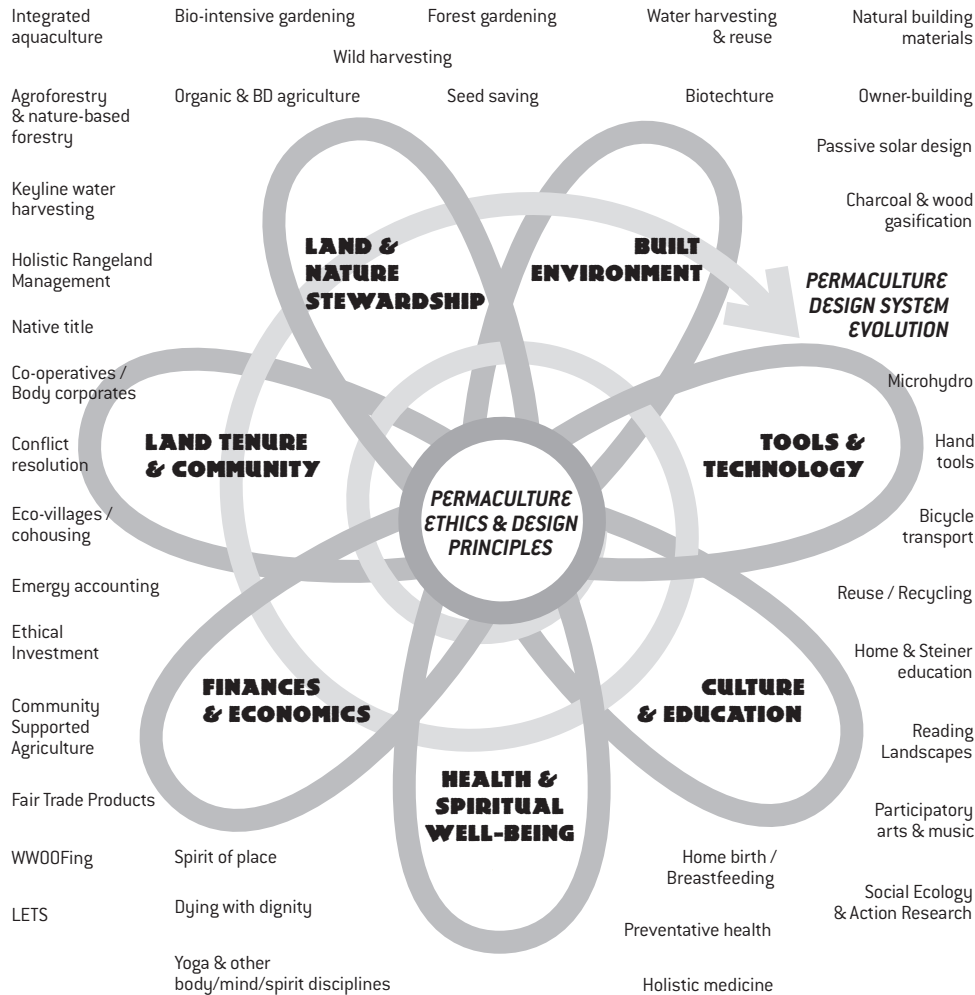 Integrated
aquaculture
Bio-intensive gardening
Forest gardening
Water harvesting
& reuse
Natural building
materials
Wild harvesting
Agroforestry
& nature-based
forestry
Organic & BD agriculture
Seed saving
Biotechture
Owner-building
Passive solar design
Keyline water
harvesting
Charcoal & wood
gasification
LAND &
NATURE
STEWARDSHIP
BUILT
ENVIRONMENT
Holistic Rangeland
Management
PERMACULTURE
DESIGN SYSTEM
EVOLUTION
Native title
Co-operatives /
Body corporates
Microhydro
Conflict
resolution
LAND TENURE
& COMMUNITY
TOOLS &
TECHNOLOGY
Hand
tools
PERMACULTURE
ETHICS & DESIGN
PRINCIPLES
Eco-villages /
cohousing
Bicycle
transport
Emergy accounting
Reuse / Recycling
Ethical
Investment
Home & Steiner
education
FINANCES
& ECONOMICS
CULTURE
& EDUCATION
Community
Supported
Agriculture
Reading
Landscapes
HEALTH &
SPIRITUAL
WELL-BEING
Fair Trade Products
Participatory
arts & music
WWOOFing
Spirit of place
Home birth /
Breastfeeding
LETS
Dying with dignity
Social Ecology
& Action Research
Preventative health
Yoga & other
body/mind/spirit disciplines
Holistic medicine